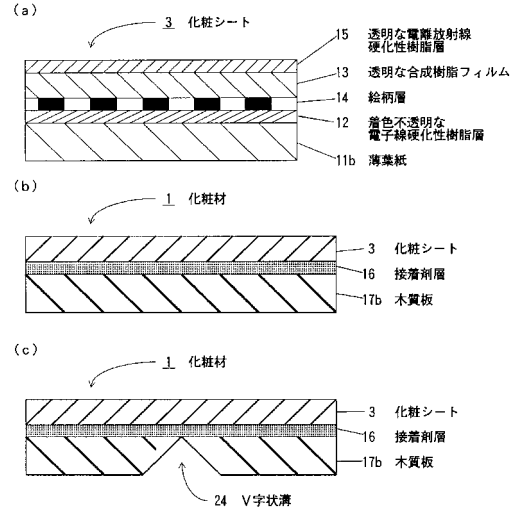 (a)
3 化粧シート
15 透明な電離放射線
硬化性樹脂層
13 透明な合成樹脂フィルム
14 絵柄層
12 着色不透明な
電子線硬化性樹脂層
11b 薄葉紙
(b)
1 化粧材
3 化粧シート
16 接着剤層
17b 木質板
(c)
1 化粧材
3 化粧シート
16 接着剤層
17b 木質板
24 V字状溝